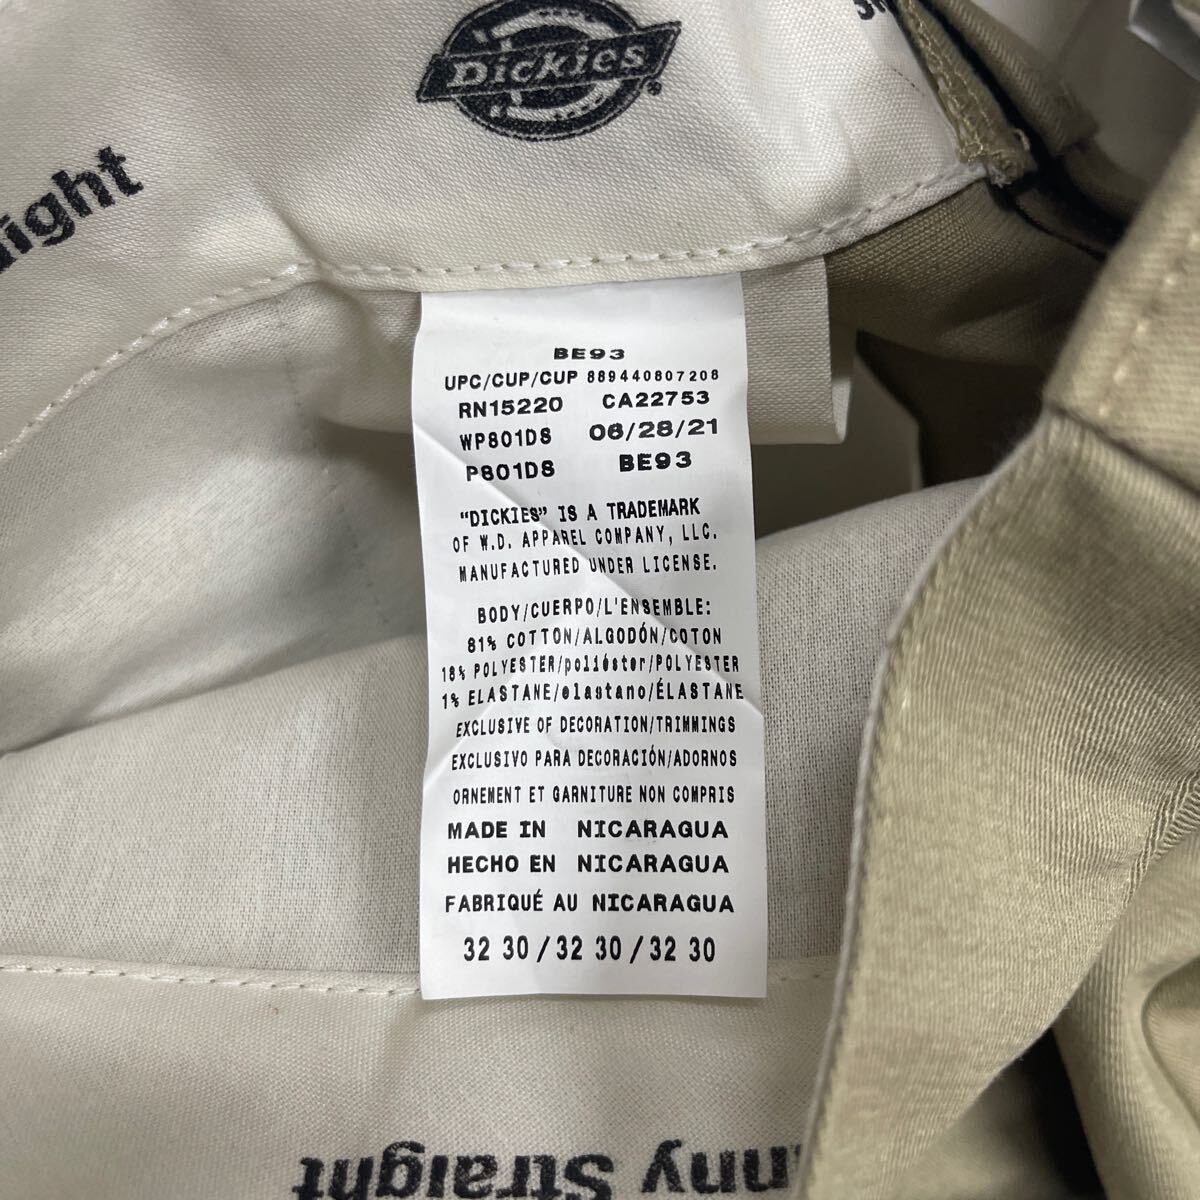 Dickies
®
aight
BE93
UPC/CUP/CUP 889440807208
RN15220 CA22753
WP801DS 06/28/21
P801DS BE93
"DICKIES" IS A TRADEMARK
OF W.D. APPAREL COMPANY, LLC.
MANUFACTURED UNDER LICENSE.
BODY/CUERPO/L'ENSEMBLE:
81% COTTON/ALGODÓN/COTON
18% POLYESTER/poliéster/POLYESTER
1% ELASTANE/elastano/ÉLASTANE
EXCLUSIVE OF DECORATION/TRIMMINGS
EXCLUSIVO PARA DECORACIÓN/ADORNOS
ORNEMENT ET GARNITURE NON COMPRIS
MADE IN NICARAGUA
HECHO EN NICARAGUA
FABRIQUÉ AU NICARAGUA
32 30 / 32 30 / 32 30
nny Straight